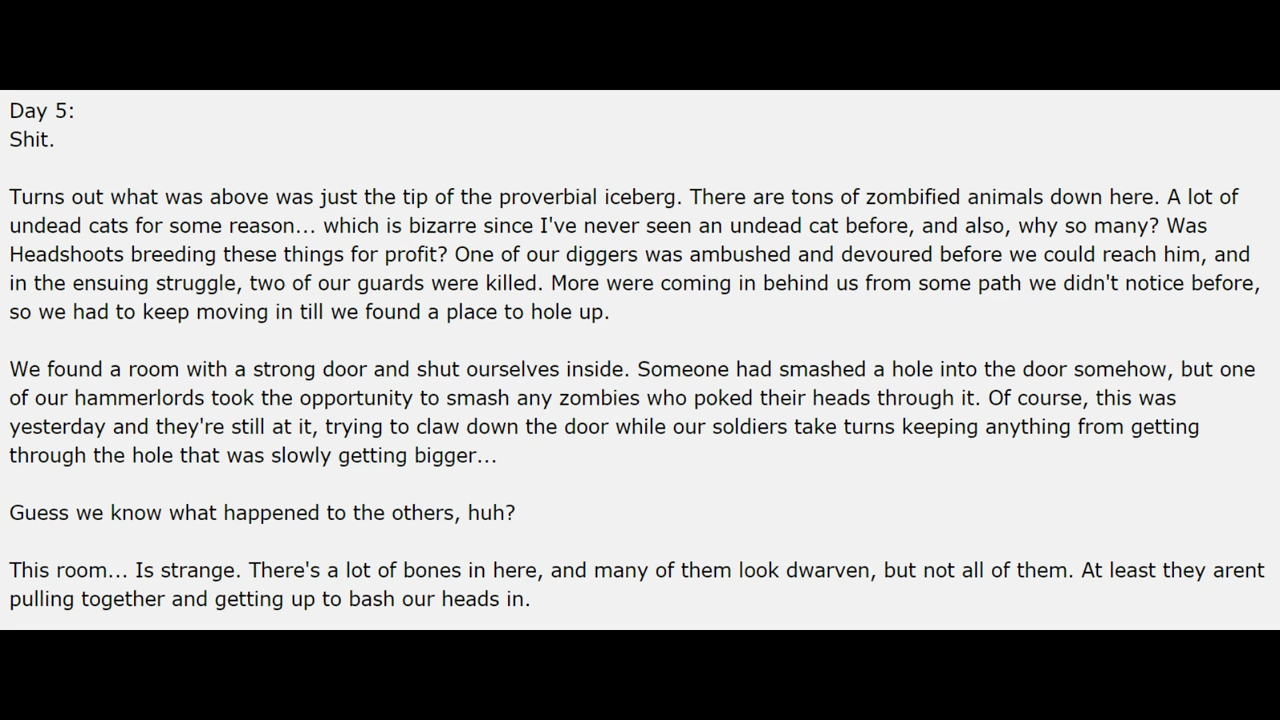 Day 5:
Shit.
Turns out what was above was just the tip of the proverbial iceberg. There are tons of zombified animals down here. A lot of
undead cats for some reason... which is bizarre since I've never seen an undead cat before, and also, why so many? Was
Headshoots breeding these things for profit? One of our diggers was ambushed and devoured before we could reach him, and
in the ensuing struggle, two of our guards were killed. More were coming in behind us from some path we didn't notice before,
so we had to keep moving in till we found a place to hole up.
We found a room with a strong door and shut ourselves inside. Someone had smashed a hole into the door somehow, but one
of our hammerlords took the opportunity to smash any zombies who poked their heads through it. Of course, this was
yesterday and they're still at it, trying to claw down the door while our soldiers take turns keeping anything from getting
through the hole that was slowly getting bigger...
Guess we know what happened to the others, huh?
This room... Is strange. There's a lot of bones in here, and many of them look dwarven, but not all of them. At least they arent
pulling together and getting up to bash our heads in.